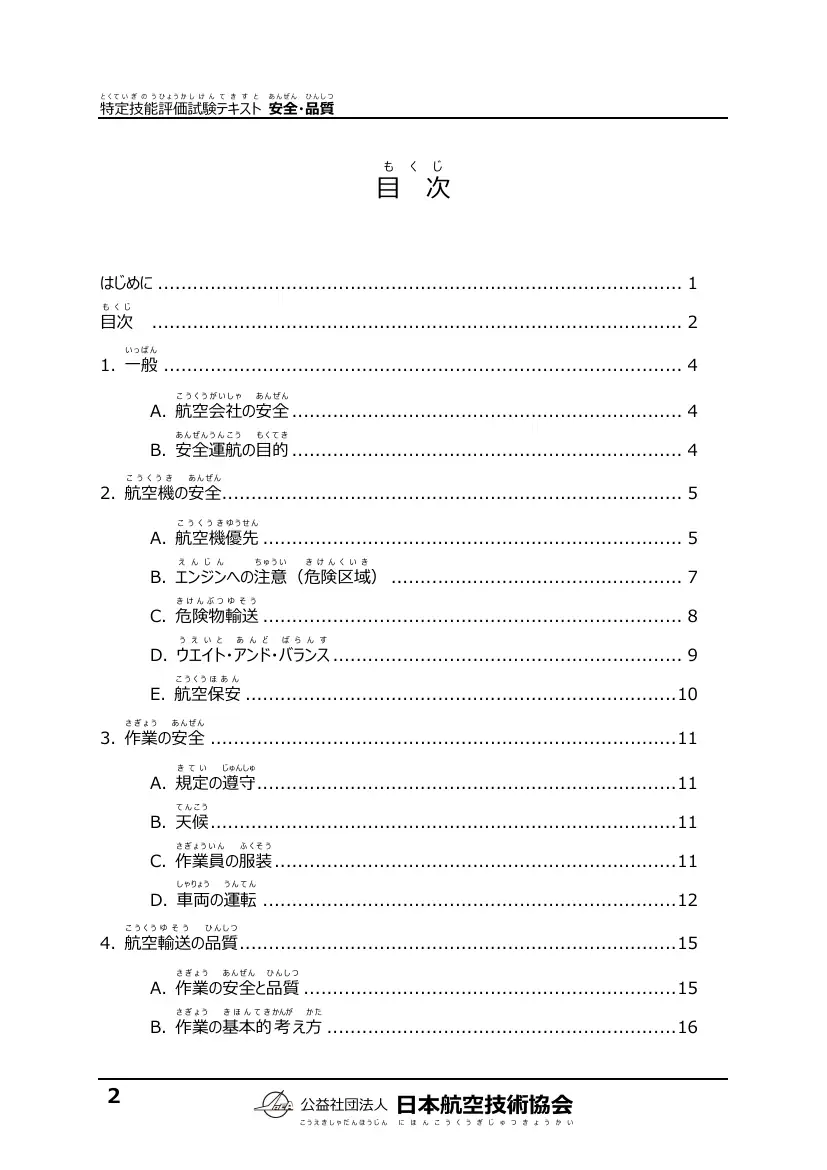 とくていぎのうひょうかしけんてきすと あんぜん ひんしつ
特定技能評価試験テキスト 安全・品質
もくじ
目 次
はじめに ........................................................................................ 1
もくじ
目次 ........................................................................................ 2
いっぱん
1. 一般 ........................................................................................ 4
こうくうがいしゃ あんぜん
A. 航空会社の安全 .................................................................. 4
あんぜんうんこう もくてき
B. 安全運航の目的 .................................................................. 4
こうくうき あんぜん
2. 航空機の安全............................................................................... 5
こうくうきゆうせん
A. 航空機優先 ....................................................................... 5
えんじん ちゅうい きけんくいき
B. エンジンへの注意（危険区域） .................................................. 7
きけんぶつゆそう
C. 危険物輸送 ....................................................................... 8
うえいと あんど ばらんす
D. ウエイト・アンド・バランス ............................................................ 9
こうくうほあん
E. 航空保安 .........................................................................10
さぎょう あんぜん
3. 作業の安全 ...............................................................................11
きてい じゅんしゅ
A. 規定の遵守.......................................................................11
てんこう
B. 天候...............................................................................11
さぎょういん ふくそう
C. 作業員の服装....................................................................11
しゃりょう うんてん
D. 車両の運転 ......................................................................12
こうくうゆそう ひんしつ
4. 航空輸送の品質..........................................................................15
さぎょう あんぜん ひんしつ
A. 作業の安全と品質 ...............................................................15
さぎょう きほんてきかんが かた
B. 作業の基本的考え方 ...........................................................16
2
公益社団法人 日本航空技術協会
こうえきしゃだんほうじん にほんこうくうぎじゅつきょうかい